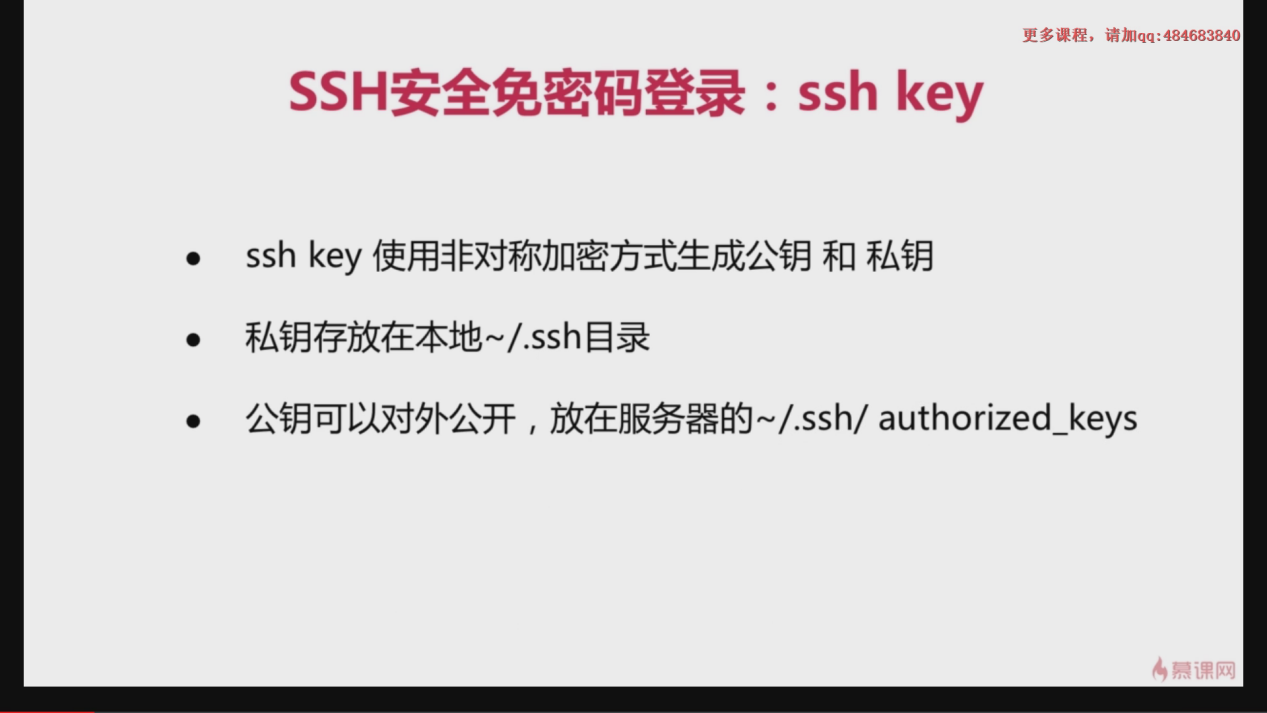 更多课程，请加qq:484683840
SSH安全免密码登录：ssh key
ssh key 使用非对称加密方式生成公钥 和 私钥
私钥存放在本地~/.ssh目录
公钥可以对外公开，放在服务器的~/.ssh/ authorized_keys
慕课网